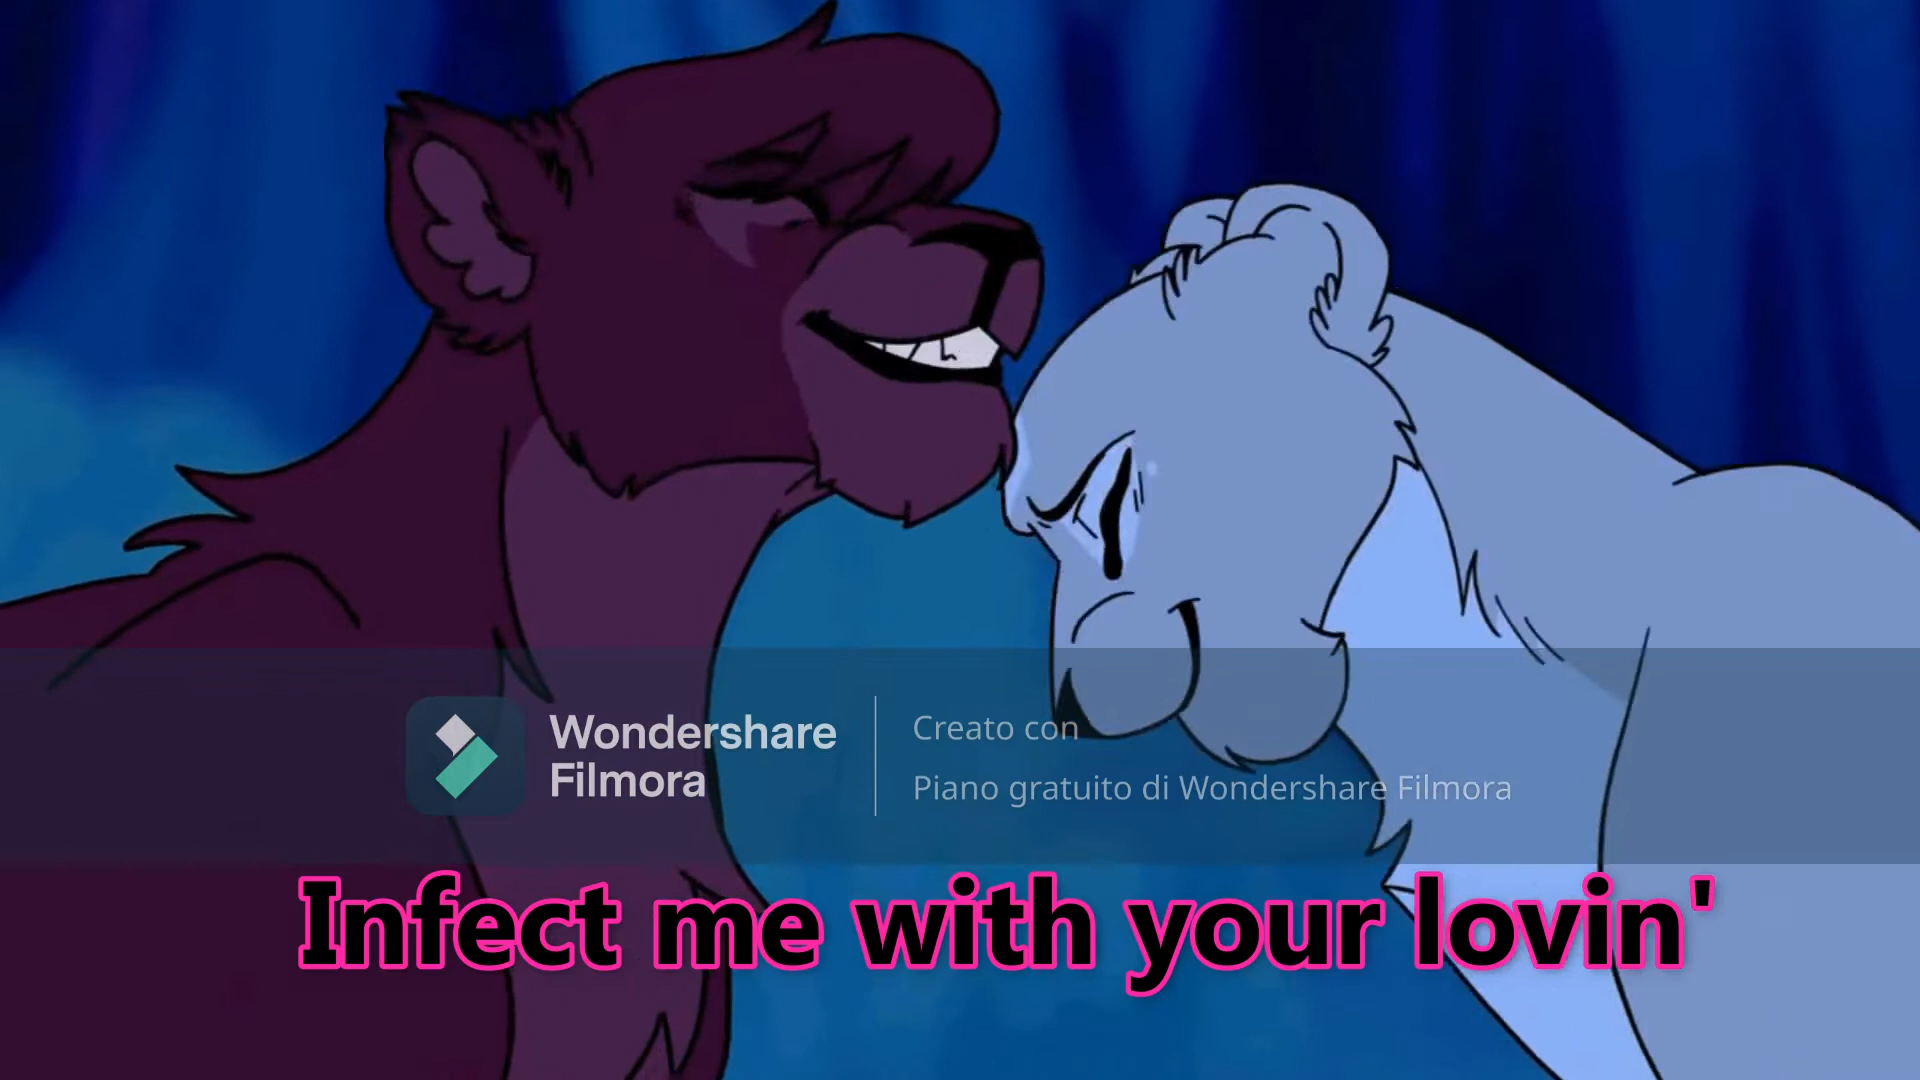 Wondershare
Filmora
Creato con
Piano gratuito di Wondershare Filmora
Infect me with your lovin'